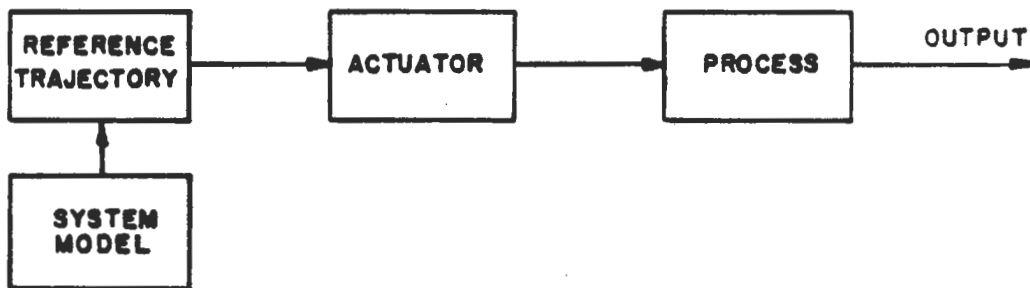 REFERENCE
TRAJECTORY
ACTUATOR
PROCESS
OUTPUT
SYSTEM
MODEL